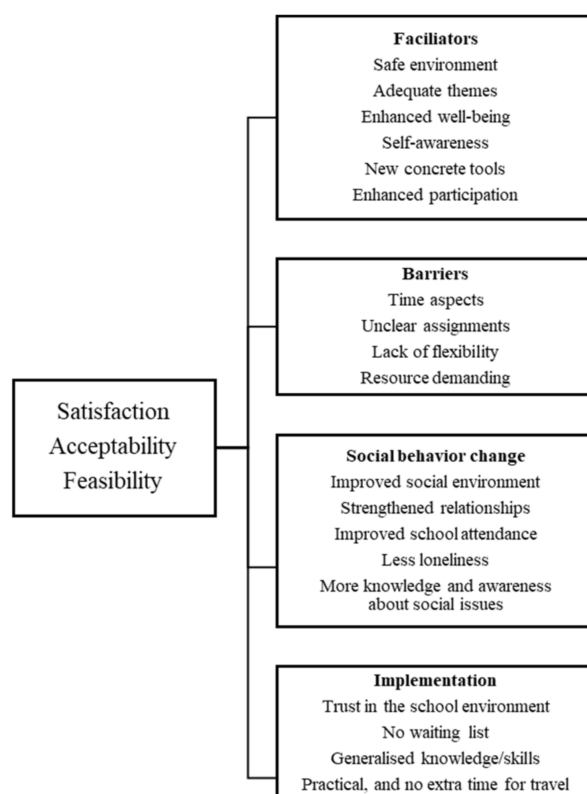 Faciliators
Safe environment
Adequate themes
Enhanced well-being
Self-awareness
New concrete tools
Enhanced participation
Barriers
Time aspects
Unclear assignments
Lack of flexibility
Resource demanding
Satisfaction
Acceptability
Feasibility
Social behavior change
Improved social environment
Strengthened relationships
Improved school attendance
Less loneliness
More knowledge and awareness
about social issues
Implementation
Trust in the school environment
No waiting list
Generalised knowledge/skills
Practical, and no extra time for travel